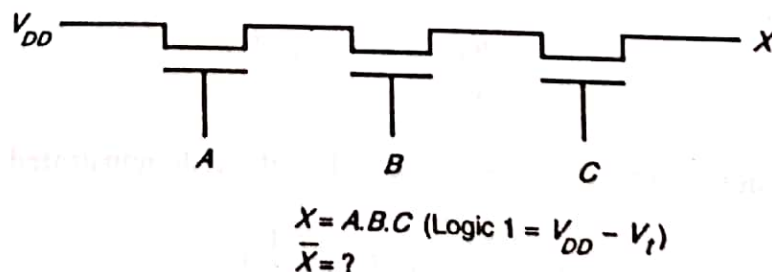 V_DD X
A B C
X = A.B.C (Logic 1 = V_DD – V_t)
X̅ = ?